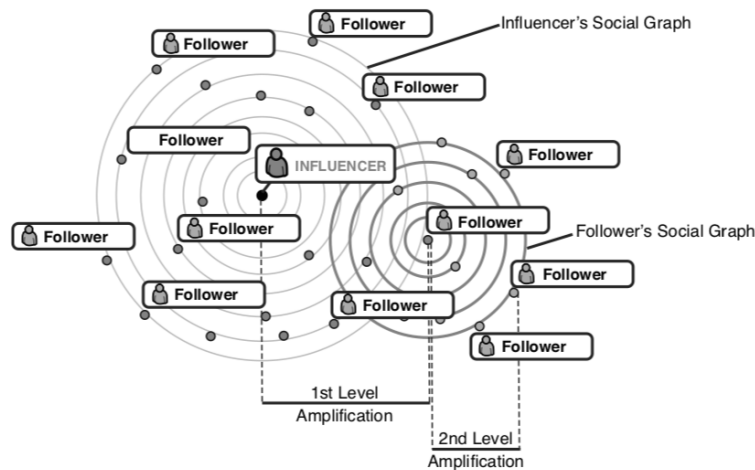 Follower
Influencer's Social Graph
Follower
Follower
Follower
Follower
INFLUENCER
Follower
Follower
Follower
Follower's Social Graph
Follower
Follower
Follower
Follower
1st Level
Amplification
2nd Level
Amplification